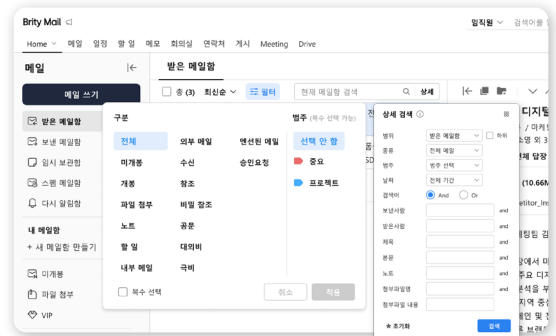 Brity Mail
임직원
검색어를
Home 메일 일정 할 일 메모 회의실 연락처 게시 Meeting Drive
메일
받은 메일함
메일 쓰기
총 (3) 최신순 필터 현재 메일함 검색 상세
받은 메일함
보낸 메일함
임시 보관함
스팸 메일함
다시 알림함
내 메일함
+ 새 메일함 만들기
미개봉
파일 첨부
VIP
구분
전체 외부 메일 멘션된 메일
미개봉 수신 승인요청
개봉 참조
파일 첨부 비밀 참조
노트 공문
할 일 대외비
내부 메일 극비
범주 (복수 선택 가능)
선택 안 함
중요
프로젝트
복수 선택 취소 적용
상세 검색
범위 받은 메일함 하위
종류 전체 메일
범주 범주 선택
날짜 전체 기간
검색어 And Or
보낸사람 and
받은사람 and
제목 and
본문 and
노트 and
첨부파일명 and
첨부파일 내용
초기화 검색
디지털
(10.66M